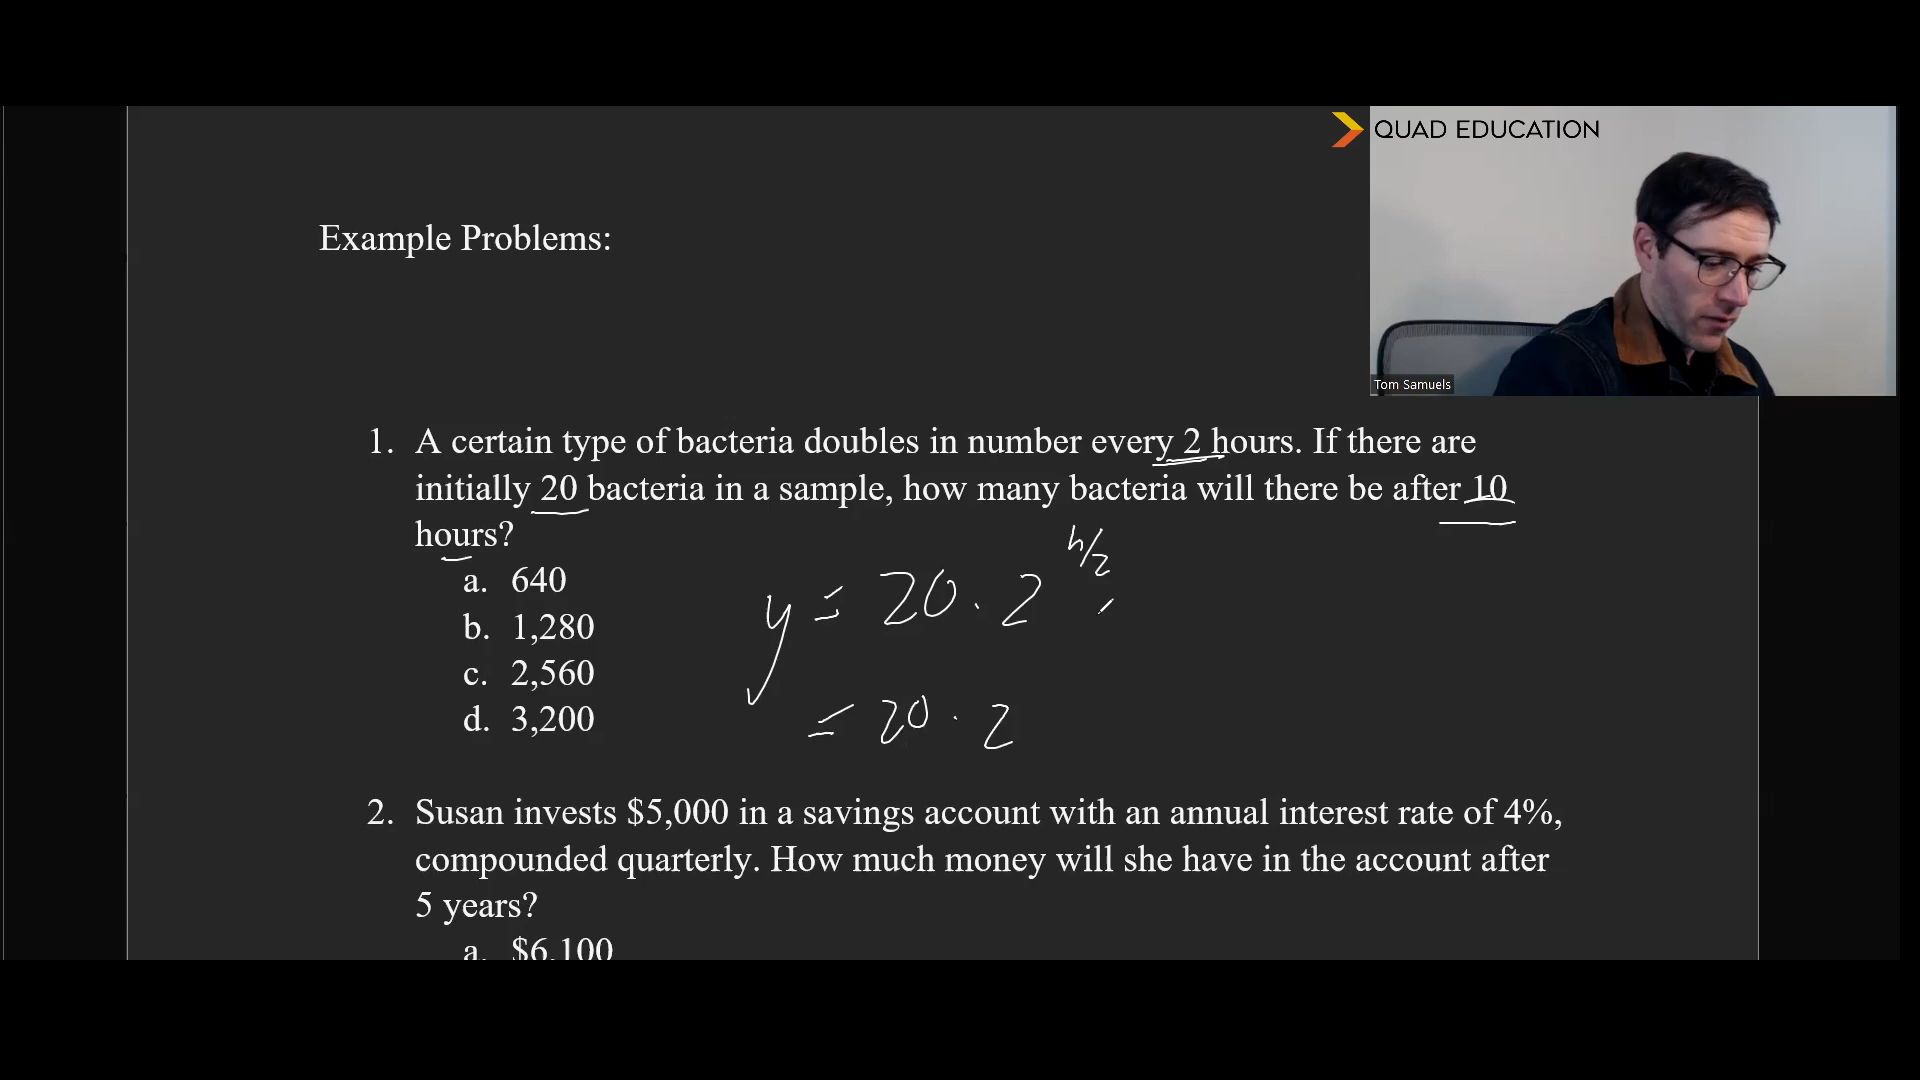 QUAD EDUCATION
Tom Samuels
Example Problems:
1. A certain type of bacteria doubles in number every 2 hours. If there are
initially 20 bacteria in a sample, how many bacteria will there be after 10
hours?
a. 640
b. 1,280
c. 2,560
d. 3,200
y = 20 · 2^h/2
= 20 · 2
2. Susan invests $5,000 in a savings account with an annual interest rate of 4%,
compounded quarterly. How much money will she have in the account after
5 years?
a. $6,100